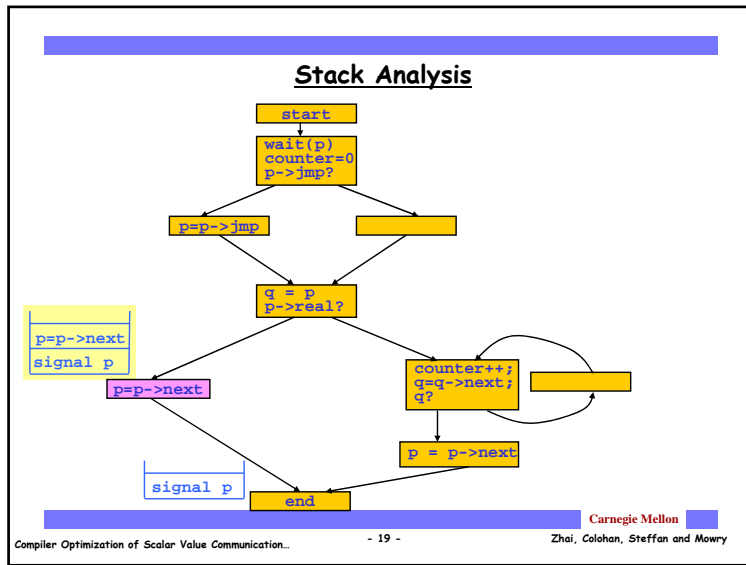 Stack Analysis
start
wait(p)
counter=0
p->jmp?
p=p->jmp
q = p
p->real?
p=p->next
signal p
p=p->next
counter++;
q=q->next;
q?
p = p->next
signal p
end
Carnegie Mellon
Compiler Optimization of Scalar Value Communication…
- 19 -
Zhai, Colohan, Steffan and Mowry